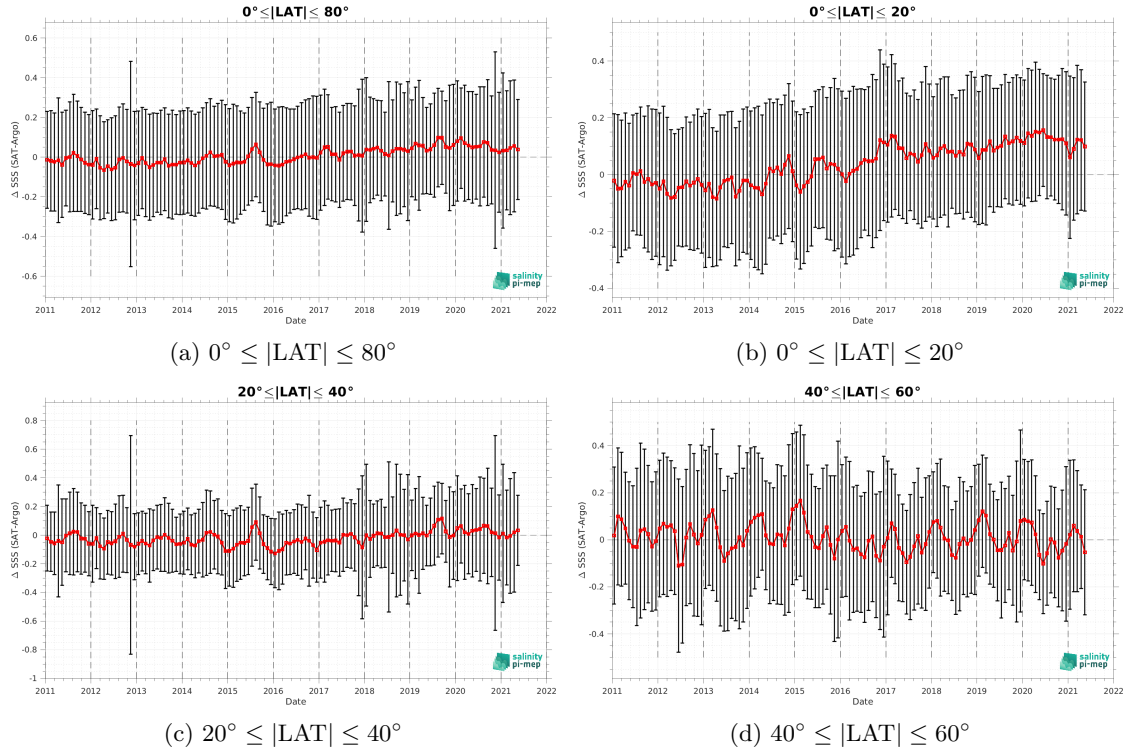 0°≤|LAT|≤ 80°
Δ SSS (SAT-Argo)
0.6
0.4
0.2
0
-0.2
-0.4
-0.6
2011 2012 2013 2014 2015 2016 2017 2018 2019 2020 2021 2022
Date
salinity
pi-mep
(a) 0° ≤ |LAT| ≤ 80°
0°≤|LAT|≤ 20°
Δ SSS (SAT-Argo)
0.4
0.2
0
-0.2
-0.4
2011 2012 2013 2014 2015 2016 2017 2018 2019 2020 2021 2022
Date
salinity
pi-mep
(b) 0° ≤ |LAT| ≤ 20°
20°≤|LAT|≤ 40°
Δ SSS (SAT-Argo)
0.8
0.6
0.4
0.2
0
-0.2
-0.4
-0.6
-0.8
-1
2011 2012 2013 2014 2015 2016 2017 2018 2019 2020 2021 2022
Date
salinity
pi-mep
(c) 20° ≤ |LAT| ≤ 40°
40°≤|LAT|≤ 60°
Δ SSS (SAT-Argo)
0.4
0.2
0
-0.2
-0.4
2011 2012 2013 2014 2015 2016 2017 2018 2019 2020 2021 2022
Date
salinity
pi-mep
(d) 40° ≤ |LAT| ≤ 60°